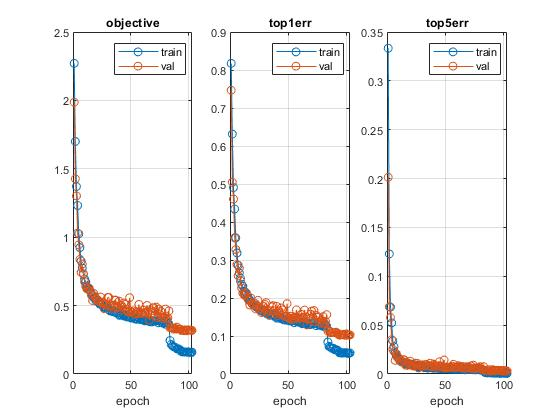 objective
2.5
2
1.5
1
0.5
0
0
50
100
epoch
train
val
top1err
0.9
0.8
0.7
0.6
0.5
0.4
0.3
0.2
0.1
0
0
50
100
epoch
train
val
top5err
0.35
0.3
0.25
0.2
0.15
0.1
0.05
0
0
50
100
epoch
train
val